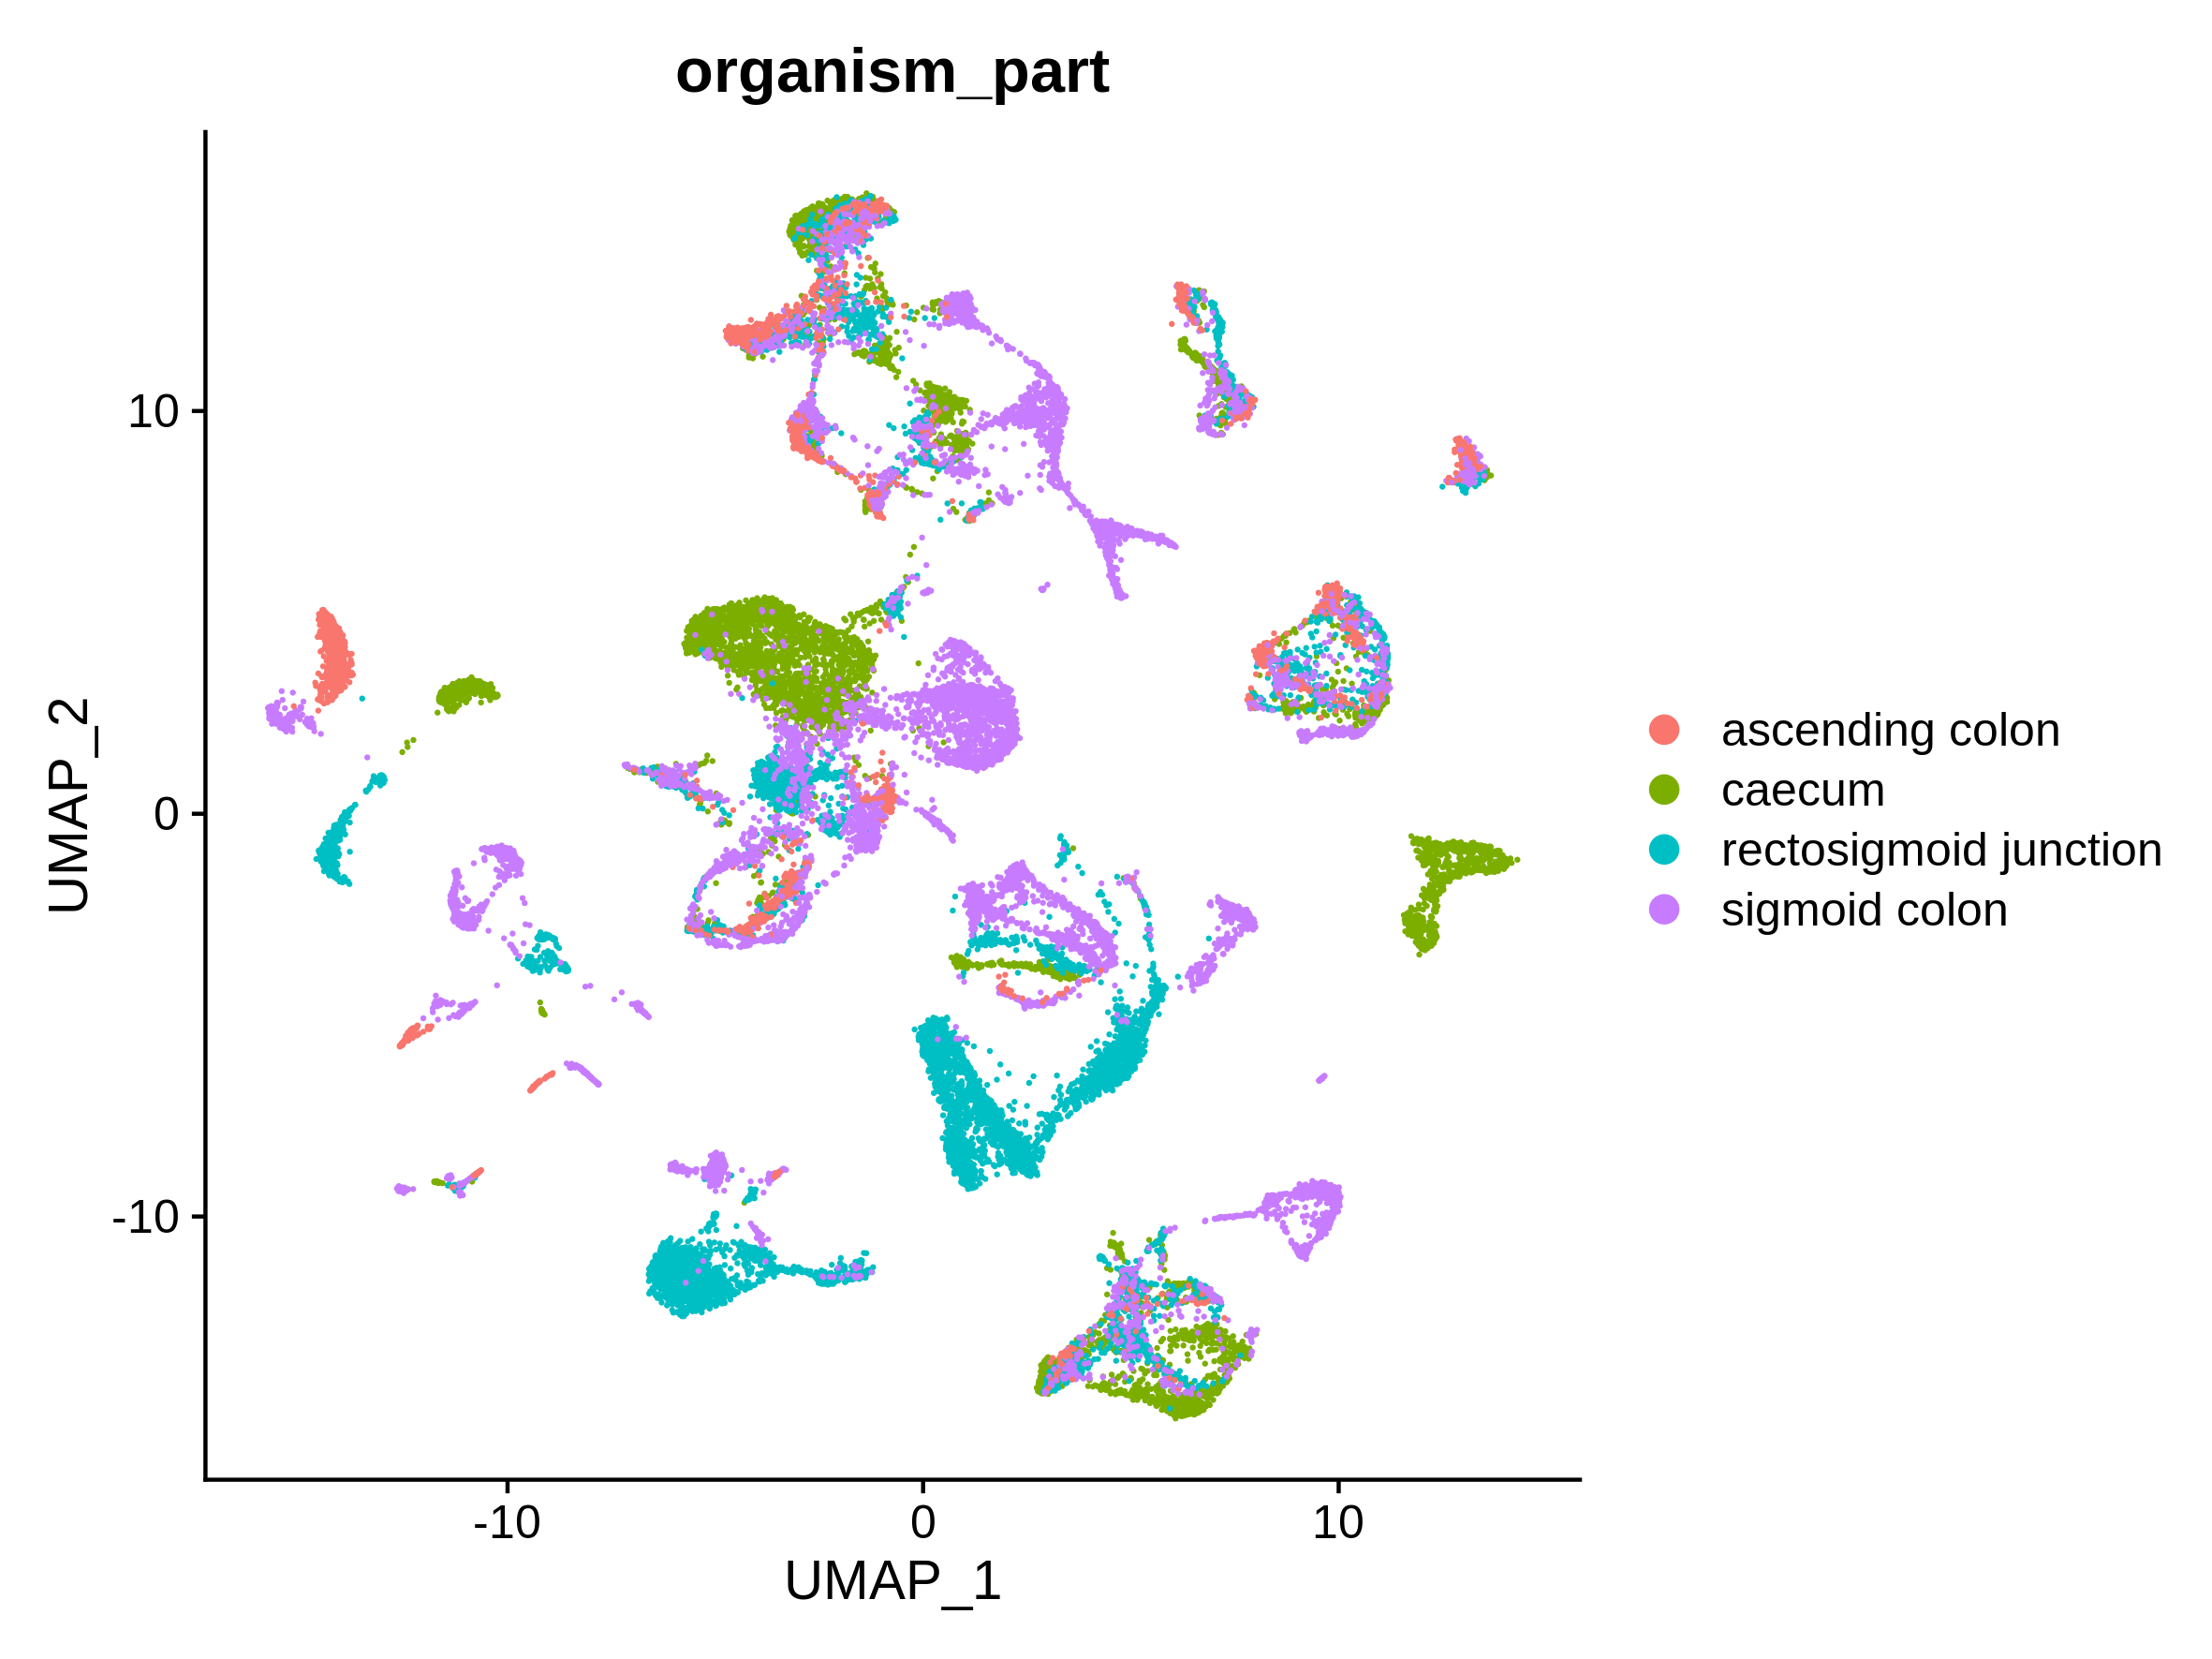 organism_part
10
0
-10
UMAP_2
-10
0
10
UMAP_1
ascending colon
caecum
rectosigmoid junction
sigmoid colon